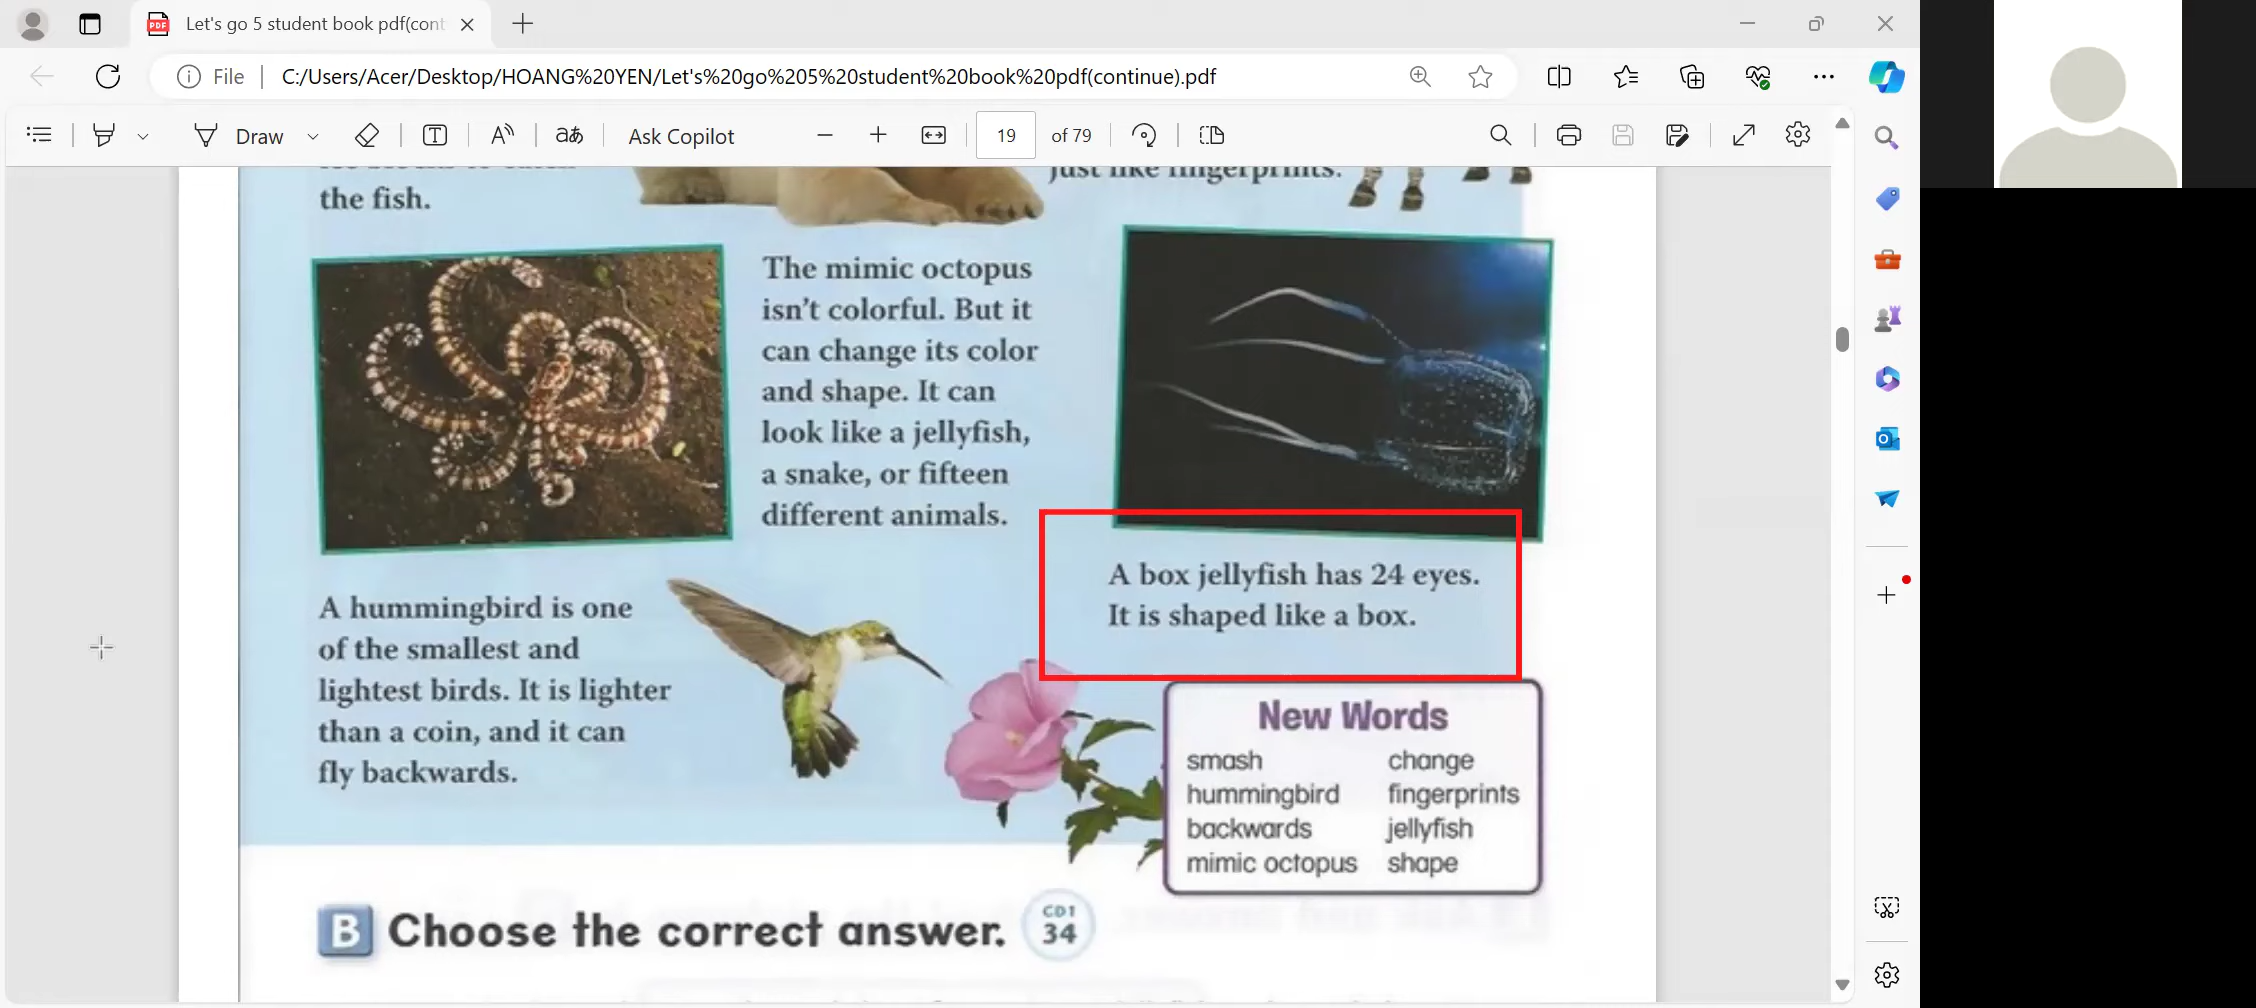 Let's go 5 student book pdf(cont
File
C:/Users/Acer/Desktop/HOANG%20YEN/Let's%20go%205%20student%20book%20pdf(continue).pdf
Draw
Ask Copilot
19 of 79
the fish.
just like fingerprints.
The mimic octopus
isn't colorful. But it
can change its color
and shape. It can
look like a jellyfish,
a snake, or fifteen
different animals.
A box jellyfish has 24 eyes.
It is shaped like a box.
A hummingbird is one
of the smallest and
lightest birds. It is lighter
than a coin, and it can
fly backwards.
New Words
smash change
hummingbird fingerprints
backwards jellyfish
mimic octopus shape
B Choose the correct answer. CD1 34